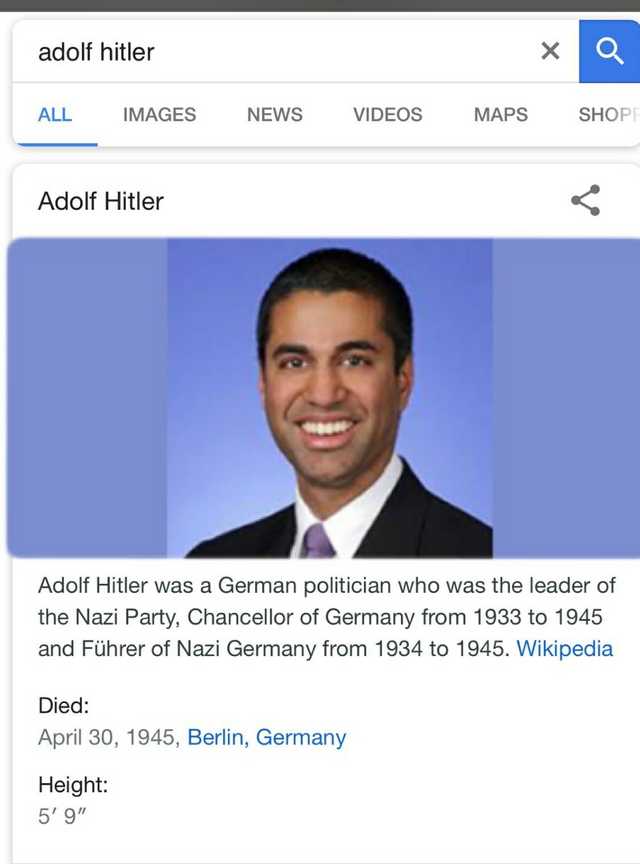 adolf hitler
ALL IMAGES NEWS VIDEOS MAPS SHOPP
Adolf Hitler
Adolf Hitler was a German politician who was the leader of
the Nazi Party, Chancellor of Germany from 1933 to 1945
and Führer of Nazi Germany from 1934 to 1945. Wikipedia
Died:
April 30, 1945, Berlin, Germany
Height:
5′ 9″